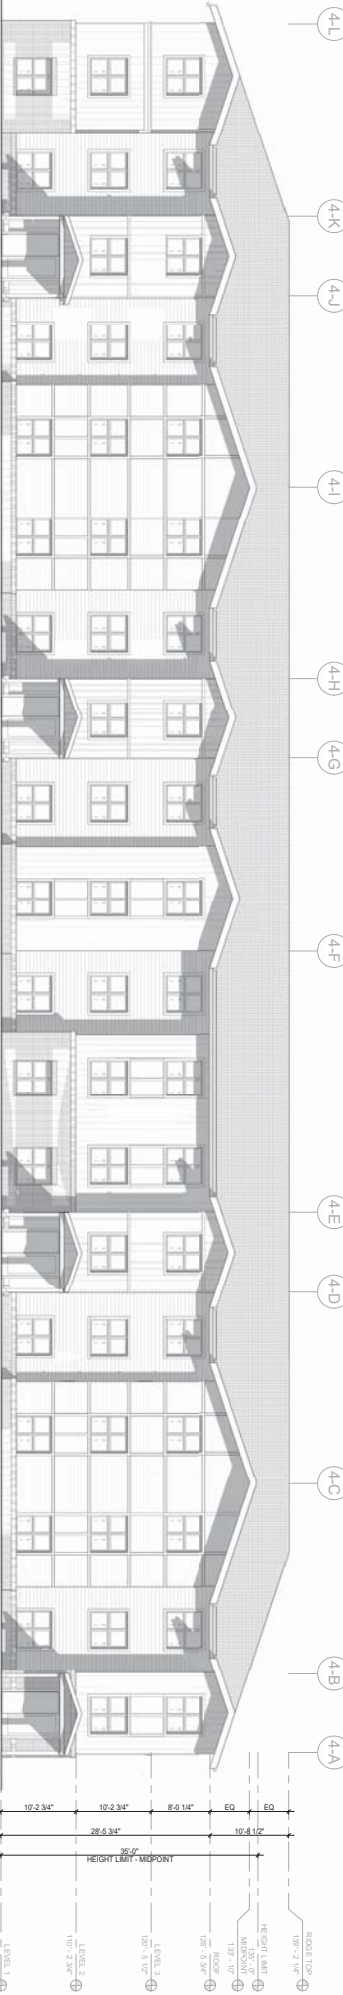 4-L
4-K
4-J
4-I
4-H
4-G
4-F
4-E
4-D
4-C
4-B
4-A
10'-2 3/4"
10'-2 3/4"
8'-0 1/4"
EQ
EQ
28'-5 3/4"
10'-8 1/2"
35'-0"
HEIGHT LIMIT - MIDPOINT
RIDGE TOP
139' - 2 1/4"
HEIGHT LIMIT
135' - 0"
MIDPOINT
133' - 10"
ROOF
128' - 5 3/4"
LEVEL 3
120' - 5 1/2"
LEVEL 2
110' - 2 3/4"
LEVEL 1